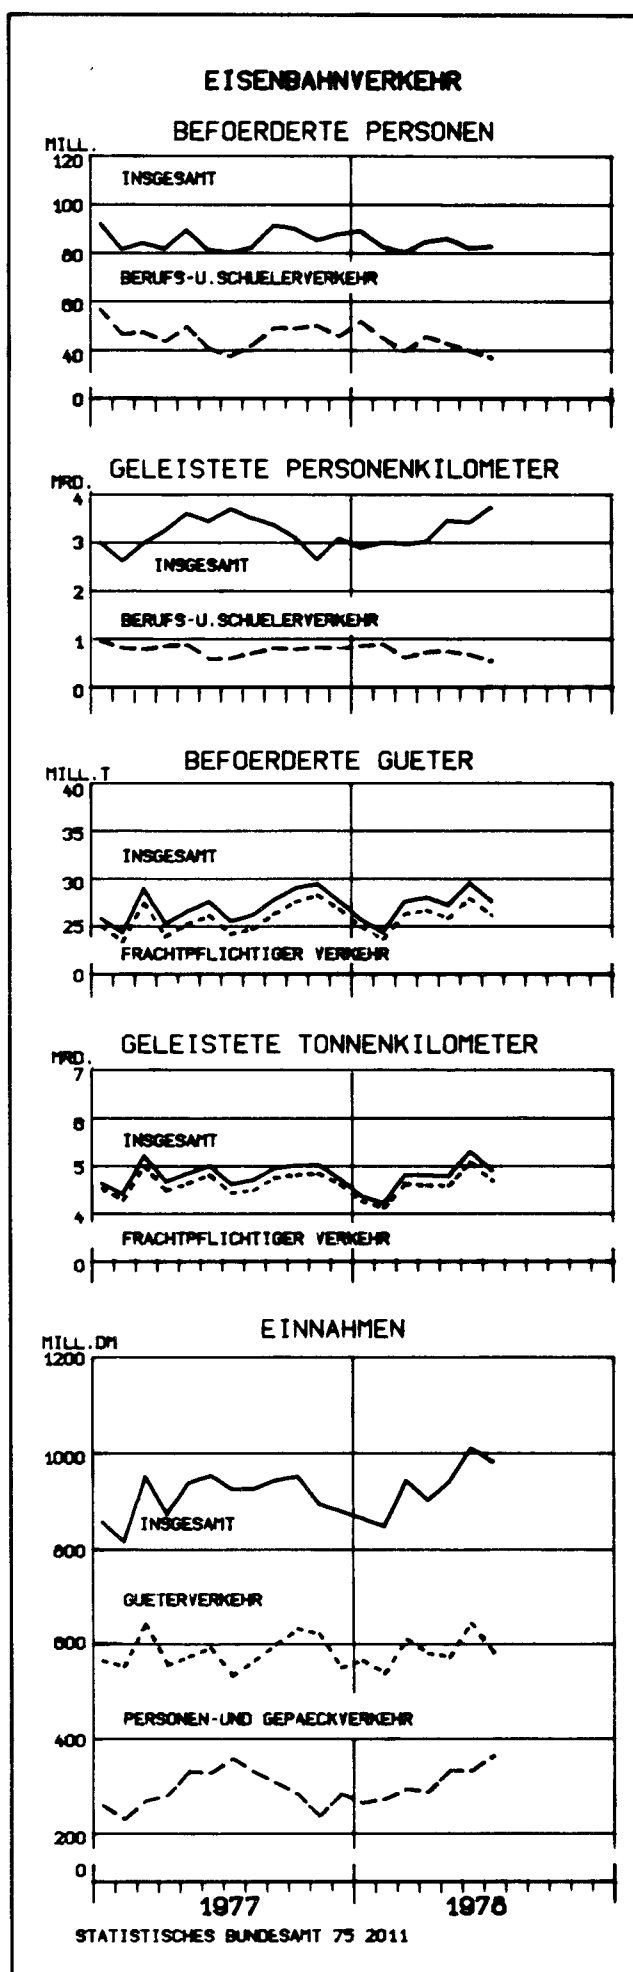 EISENBAHNVERKEHR
BEFOERDERTE PERSONEN
MILL.
120
INSGESAMT
100
80
BERUFS-U.SCHUELERVERKEHR
60
40
0
GELEISTETE PERSONENKILOMETER
MRD.
4
3
INSGESAMT
2
BERUFS-U.SCHUELERVERKEHR
1
0
BEFOERDERTE GUETER
MILL.T
40
35
INSGESAMT
30
25
FRACHTPFLICHTIGER VERKEHR
0
GELEISTETE TONNENKILOMETER
MRD.
7
6
INSGESAMT
5
4
FRACHTPFLICHTIGER VERKEHR
0
EINNAHMEN
MILL.DM
1200
1000
INSGESAMT
800
GUETERVERKEHR
600
PERSONEN-UND GEPAECKVERKEHR
400
200
0
1977 1978
STATISTISCHES BUNDESAMT 75 2011